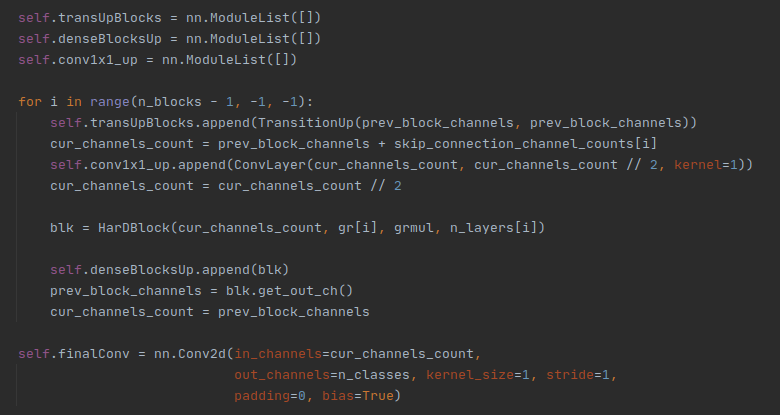 self.transUpBlocks = nn.ModuleList([])
self.denseBlocksUp = nn.ModuleList([])
self.conv1x1_up = nn.ModuleList([])
for i in range(n_blocks - 1, -1, -1):
self.transUpBlocks.append(TransitionUp(prev_block_channels, prev_block_channels))
cur_channels_count = prev_block_channels + skip_connection_channel_counts[i]
self.conv1x1_up.append(ConvLayer(cur_channels_count, cur_channels_count // 2, kernel=1))
cur_channels_count = cur_channels_count // 2
blk = HarDBlock(cur_channels_count, gr[i], grmul, n_layers[i])
self.denseBlocksUp.append(blk)
prev_block_channels = blk.get_out_ch()
cur_channels_count = prev_block_channels
self.finalConv = nn.Conv2d(in_channels=cur_channels_count,
out_channels=n_classes, kernel_size=1, stride=1,
padding=0, bias=True)